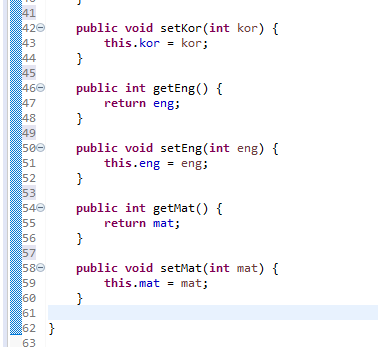 41
42 public void setKor(int kor) {
43 this.kor = kor;
44 }
45
46 public int getEng() {
47 return eng;
48 }
49
50 public void setEng(int eng) {
51 this.eng = eng;
52 }
53
54 public int getMat() {
55 return mat;
56 }
57
58 public void setMat(int mat) {
59 this.mat = mat;
60 }
61
62 }
63